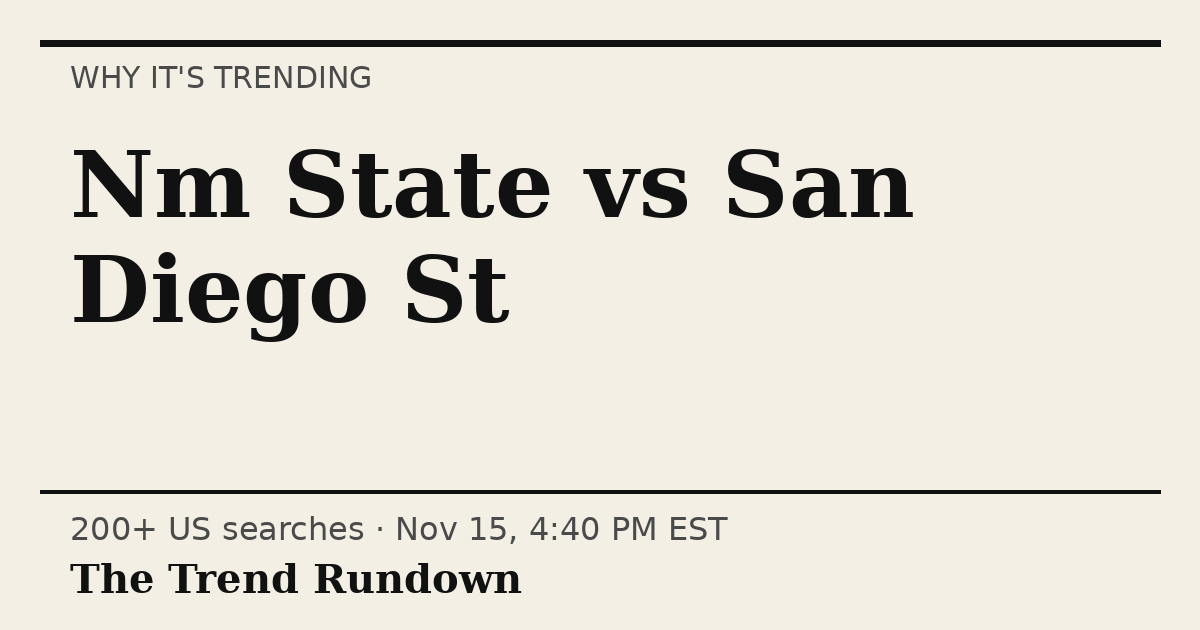 WHY IT'S TRENDING
Nm State vs San
Diego St
200+ US searches · Nov 15, 4:40 PM EST
The Trend Rundown